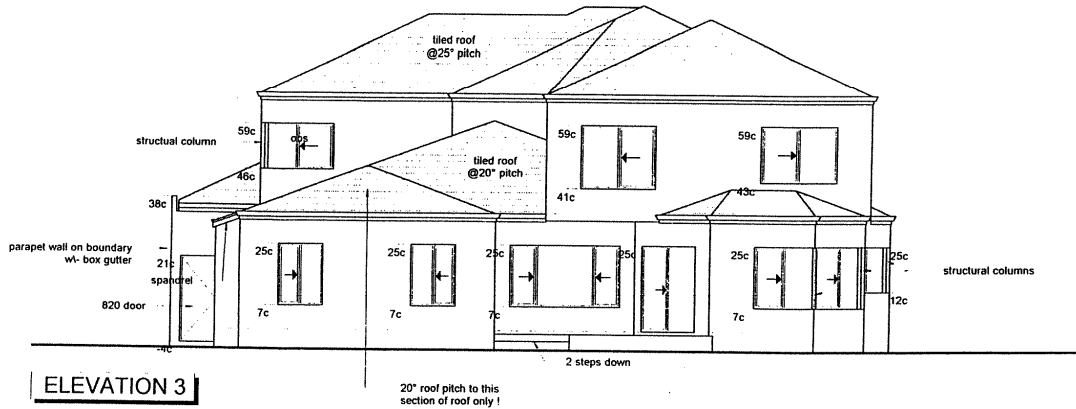 tiled roof
@25° pitch
structual column
59c
obs
59c
59c
tiled roof
@20° pitch
46c
41c
43c
38c
parapet wall on boundary
w\- box gutter
21c
spandrel
25c
25c
25c
25c
25c
25c
structural columns
820 door
12c
7c
7c
7c
7c
-4c
2 steps down
ELEVATION 3
20° roof pitch to this
section of roof only !